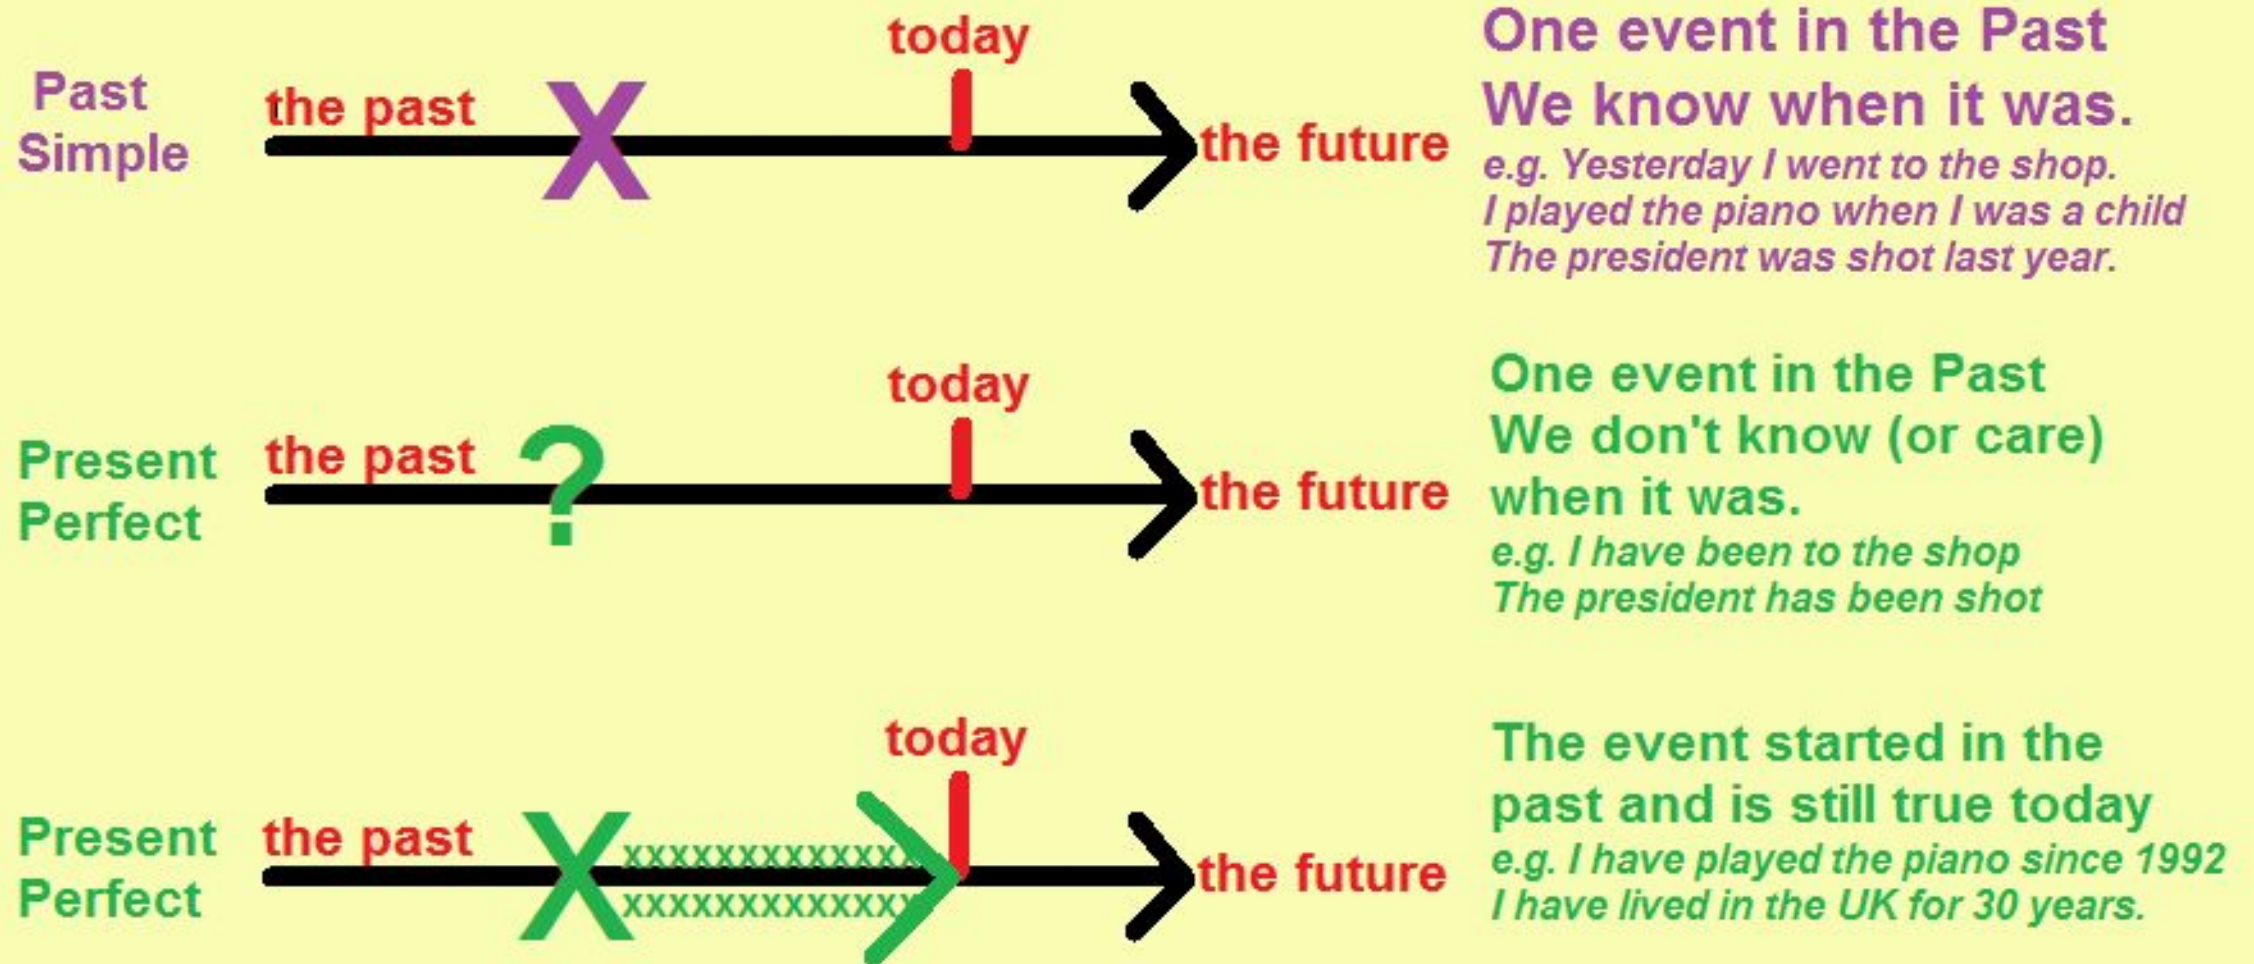 Past
Simple
the past
X
today
the future
One event in the Past
We know when it was.
e.g. Yesterday I went to the shop.
I played the piano when I was a child
The president was shot last year.
Present
Perfect
the past
?
today
the future
One event in the Past
We don't know (or care)
when it was.
e.g. I have been to the shop
The president has been shot
Present
Perfect
the past
X
xxxxxxxxxxxxx
xxxxxxxxxxxxx
today
the future
The event started in the
past and is still true today
e.g. I have played the piano since 1992
I have lived in the UK for 30 years.